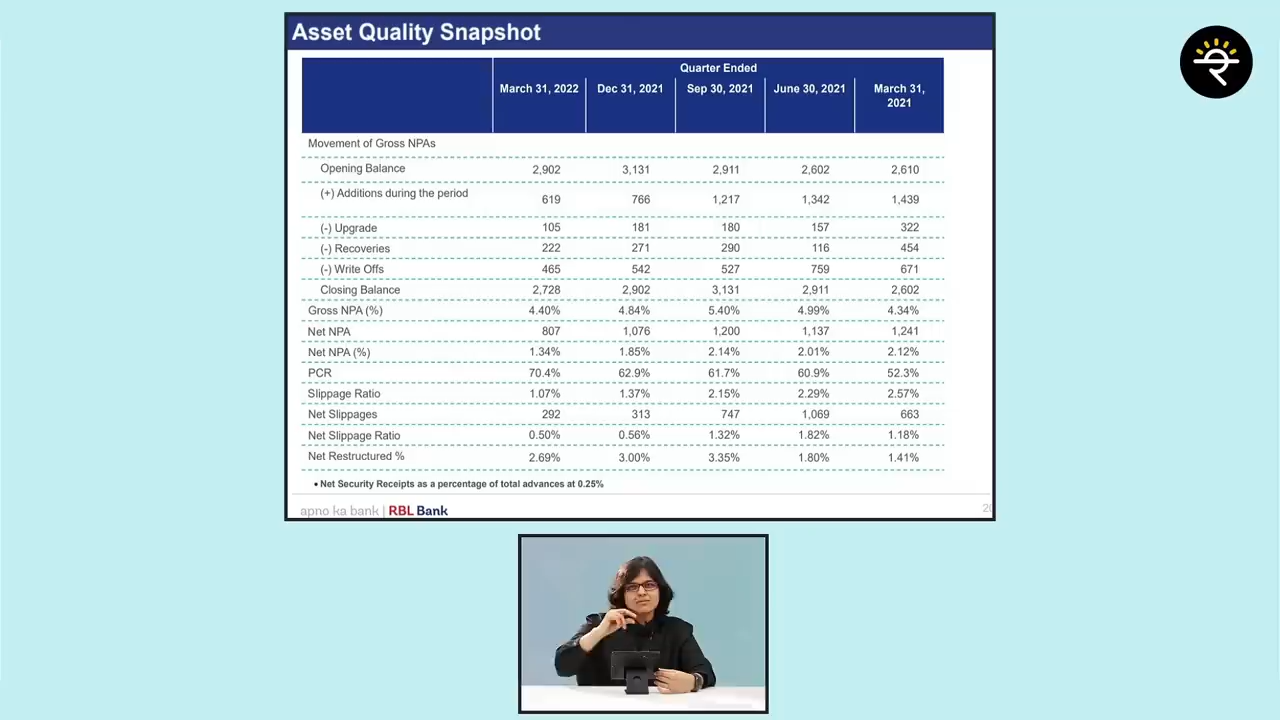 Asset Quality Snapshot
Quarter Ended
March 31, 2022 Dec 31, 2021 Sep 30, 2021 June 30, 2021 March 31,
2021
Movement of Gross NPAs
Opening Balance 2,902 3,131 2,911 2,602 2,610
(+) Additions during the period 619 766 1,217 1,342 1,439
(-) Upgrade 105 181 180 157 322
(-) Recoveries 222 271 290 116 454
(-) Write Offs 465 542 527 759 671
Closing Balance 2,728 2,902 3,131 2,911 2,602
Gross NPA (%) 4.40% 4.84% 5.40% 4.99% 4.34%
Net NPA 807 1,076 1,200 1,137 1,241
Net NPA (%) 1.34% 1.85% 2.14% 2.01% 2.12%
PCR 70.4% 62.9% 61.7% 60.9% 52.3%
Slippage Ratio 1.07% 1.37% 2.15% 2.29% 2.57%
Net Slippages 292 313 747 1,069 663
Net Slippage Ratio 0.50% 0.56% 1.32% 1.82% 1.18%
Net Restructured % 2.69% 3.00% 3.35% 1.80% 1.41%
• Net Security Receipts as a percentage of total advances at 0.25%
apno ka bank | RBL Bank